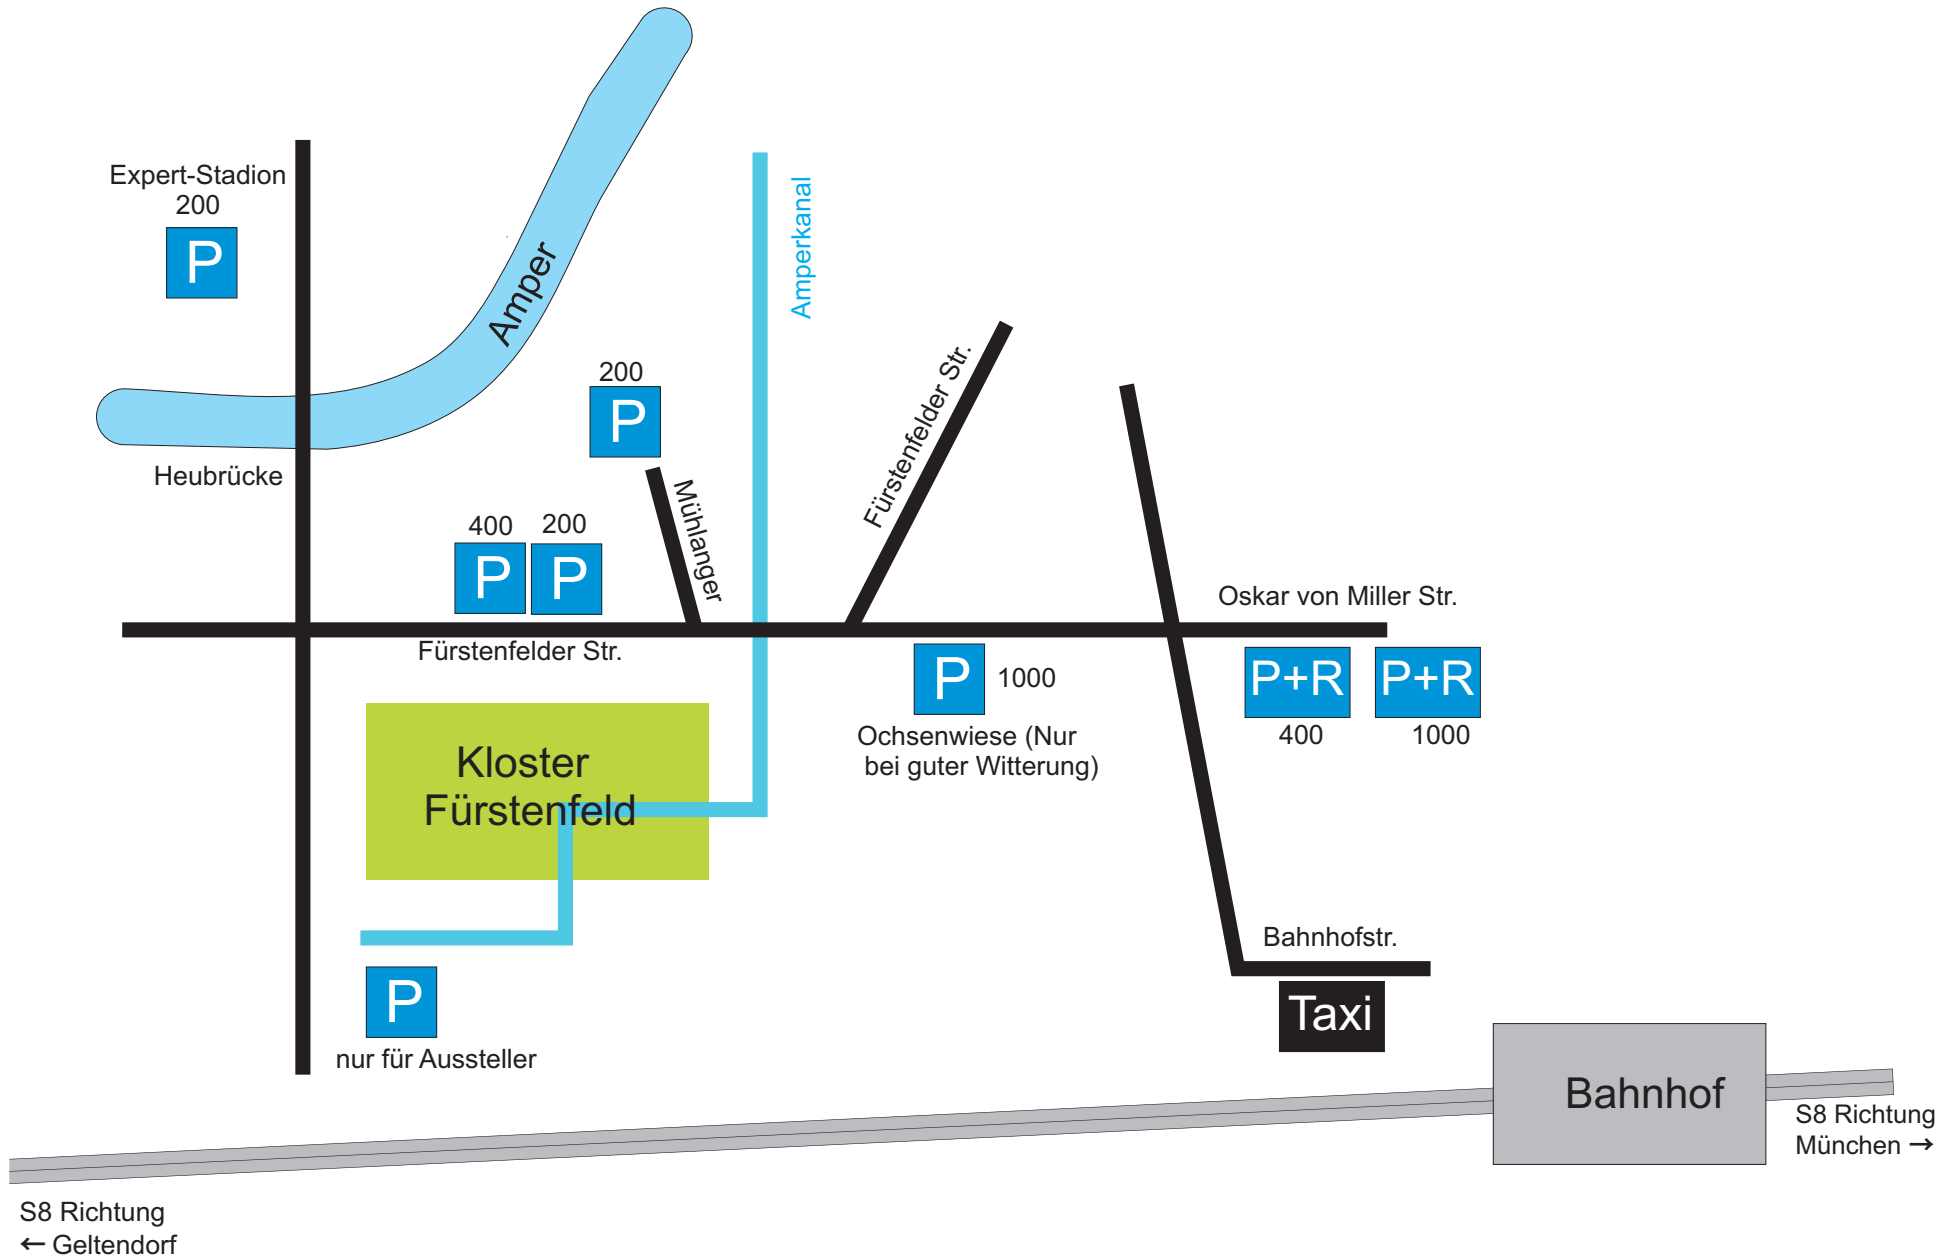 Expert-Stadion
200
P
Amper
Amperkanal
Heubrücke
200
P
Mühlanger
Fürstenfelder Str.
400
200
P
P
Fürstenfelder Str.
Oskar von Miller Str.
P
1000
Ochsenwiese (Nur
bei guter Witterung)
P+R
P+R
400
1000
Kloster
Fürstenfeld
P
nur für Aussteller
Bahnhofstr.
Taxi
Bahnhof
S8 Richtung
München →
S8 Richtung
← Geltendorf